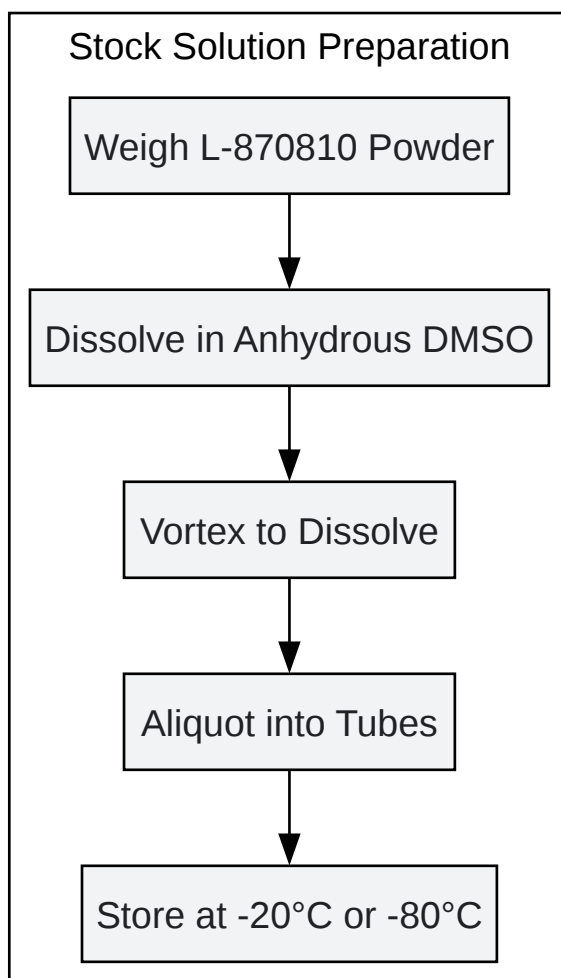 Stock Solution Preparation
Weigh L-870810 Powder
Dissolve in Anhydrous DMSO
Vortex to Dissolve
Aliquot into Tubes
Store at -20°C or -80°C